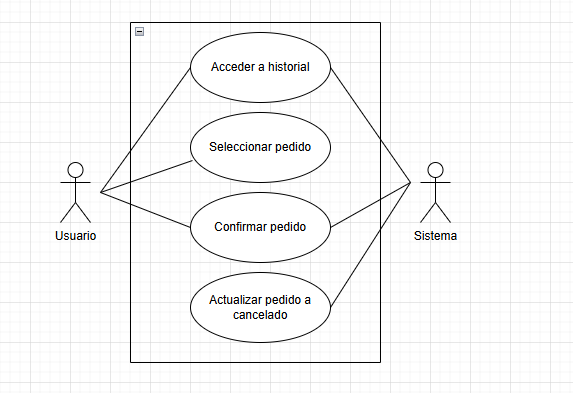 Acceder a historial
Seleccionar pedido
Confirmar pedido
Actualizar pedido a
cancelado
Usuario
Sistema